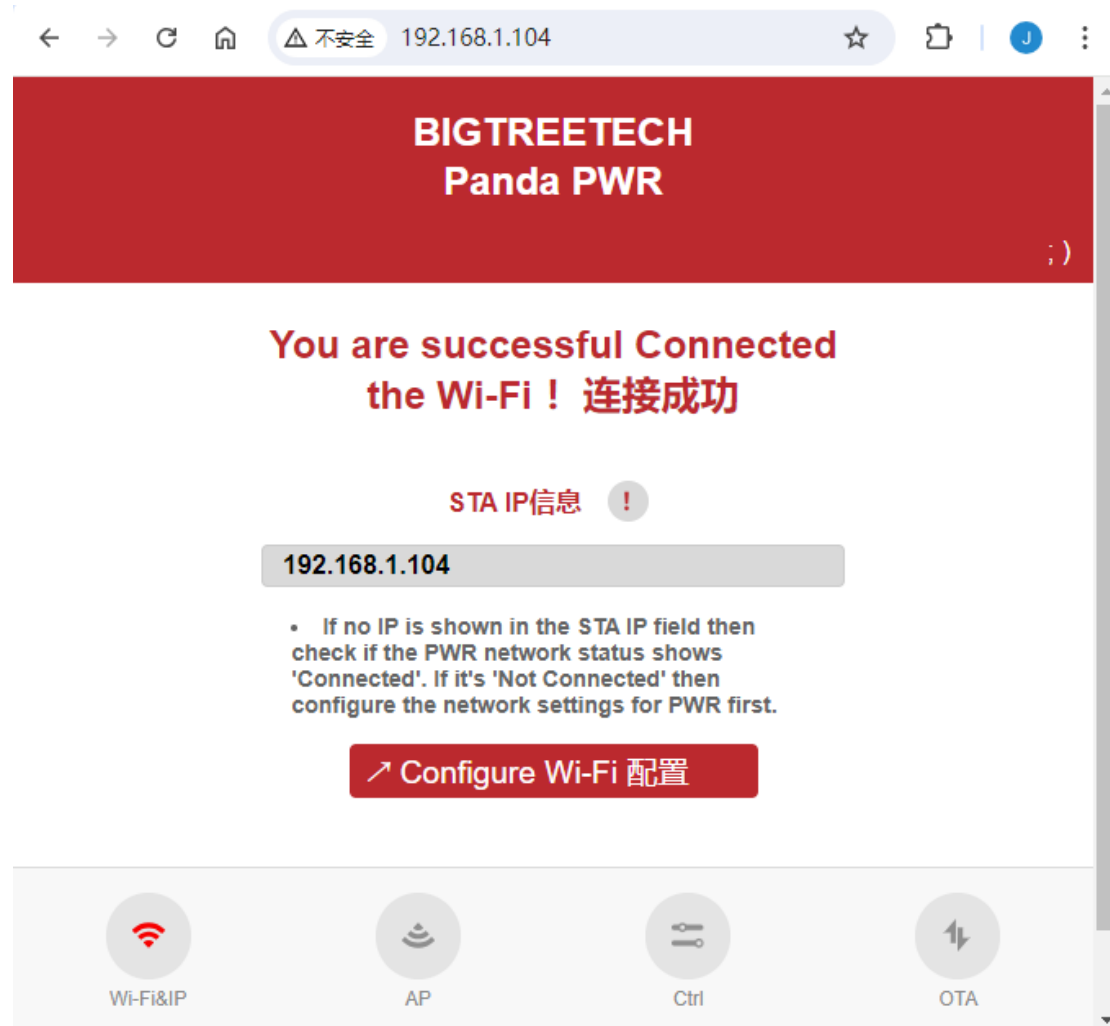 不安全 192.168.1.104
J
BIGTREETECH
Panda PWR
; )
You are successful Connected
the Wi-Fi！ 连接成功
STA IP信息 !
192.168.1.104
• If no IP is shown in the STA IP field then
check if the PWR network status shows
'Connected'. If it's 'Not Connected' then
configure the network settings for PWR first.
↗ Configure Wi-Fi 配置
Wi-Fi&IP AP Ctrl OTA